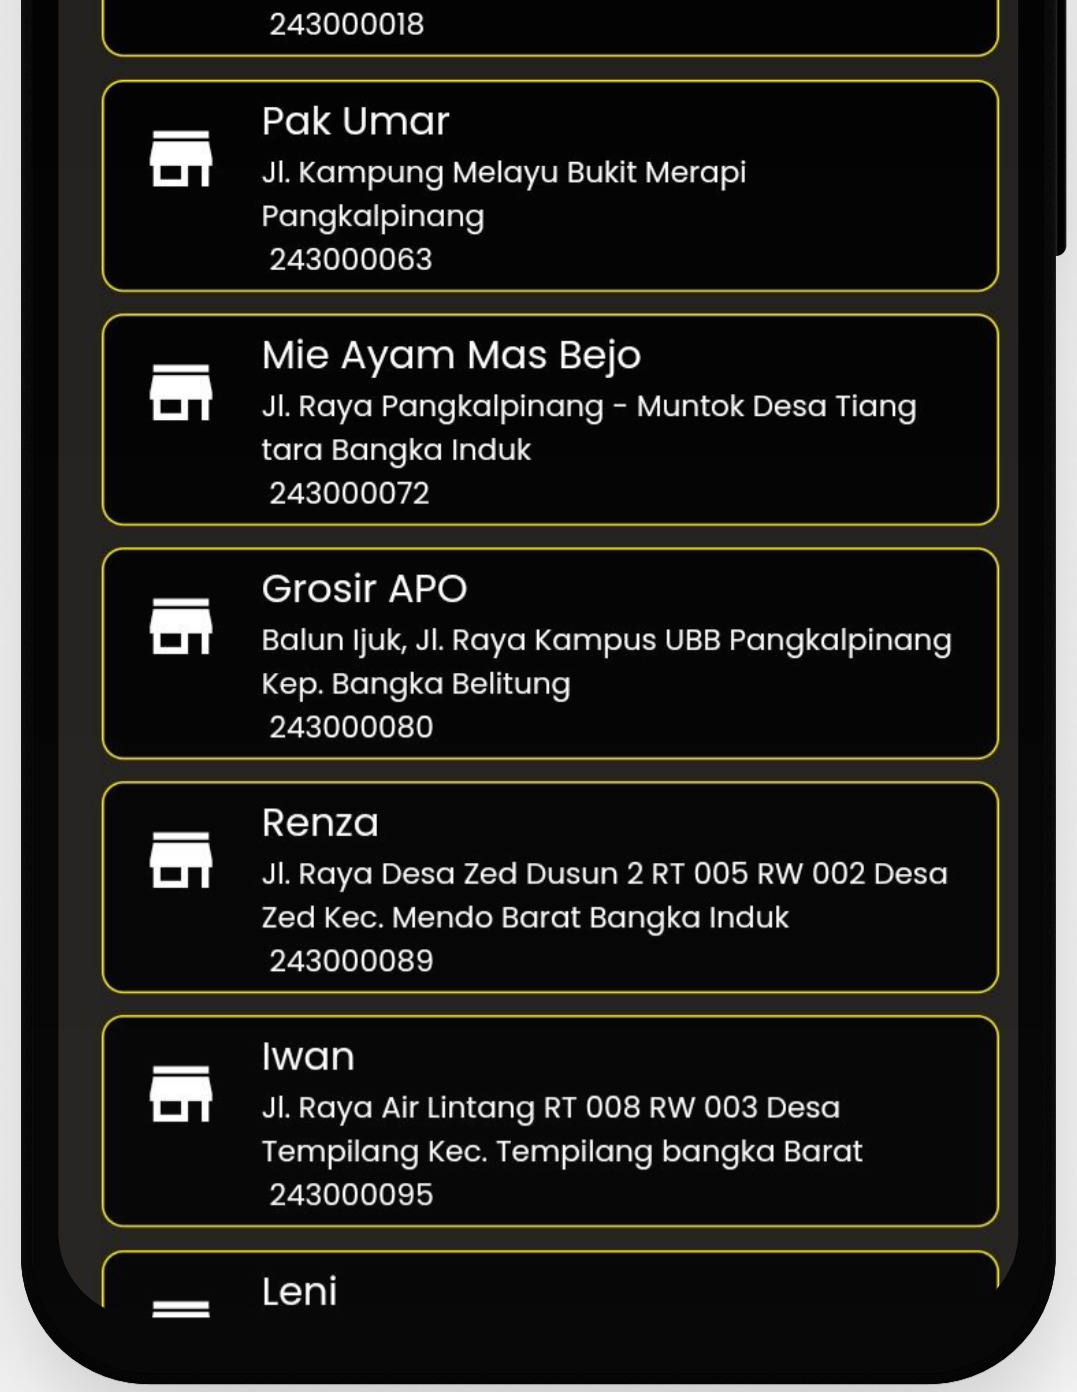 243000018
Pak Umar
Jl. Kampung Melayu Bukit Merapi
Pangkalpinang
243000063
Mie Ayam Mas Bejo
Jl. Raya Pangkalpinang - Muntok Desa Tiang
tara Bangka Induk
243000072
Grosir APO
Balun Ijuk, Jl. Raya Kampus UBB Pangkalpinang
Kep. Bangka Belitung
243000080
Renza
Jl. Raya Desa Zed Dusun 2 RT 005 RW 002 Desa
Zed Kec. Mendo Barat Bangka Induk
243000089
Iwan
Jl. Raya Air Lintang RT 008 RW 003 Desa
Tempilang Kec. Tempilang bangka Barat
243000095
Leni